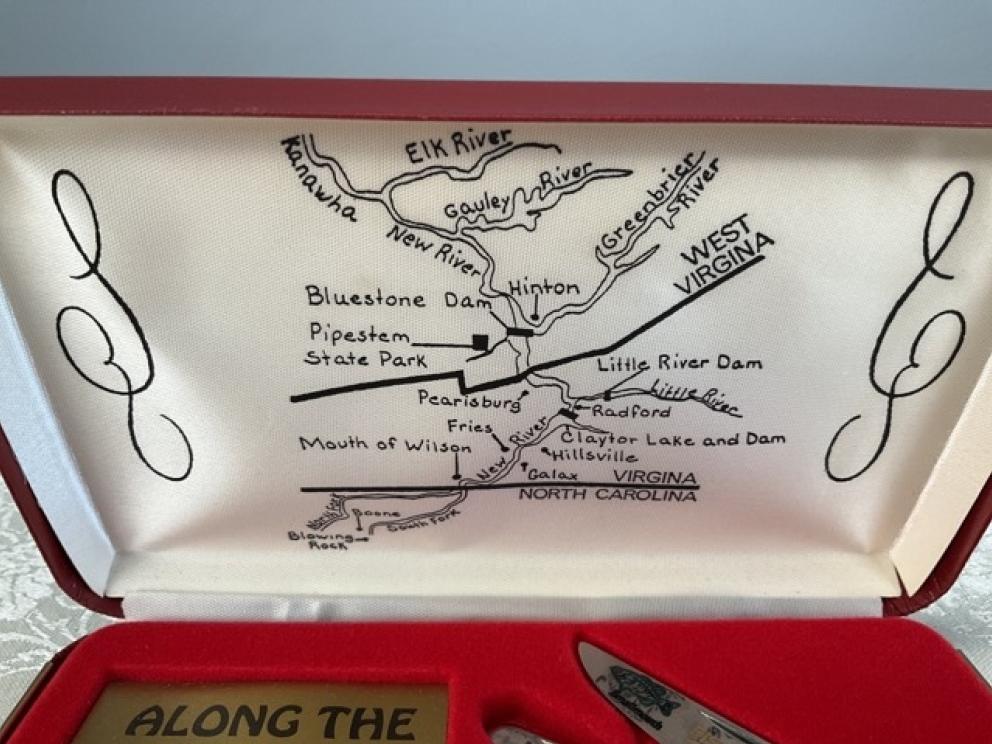 Elk River
Kanawha
Gauley River
Greenbrier
River
New River
WEST
VIRGINIA
Hinton
Bluestone Dam
Pipestem
State Park
Little River Dam
Little River
Pearisburg
Radford
Fries
New River
Claytor Lake and Dam
Mouth of Wilson
Hillsville
Galax
VIRGINA
NORTH CAROLINA
North Fork
Boone
South Fork
Blowing
Rock
ALONG THE